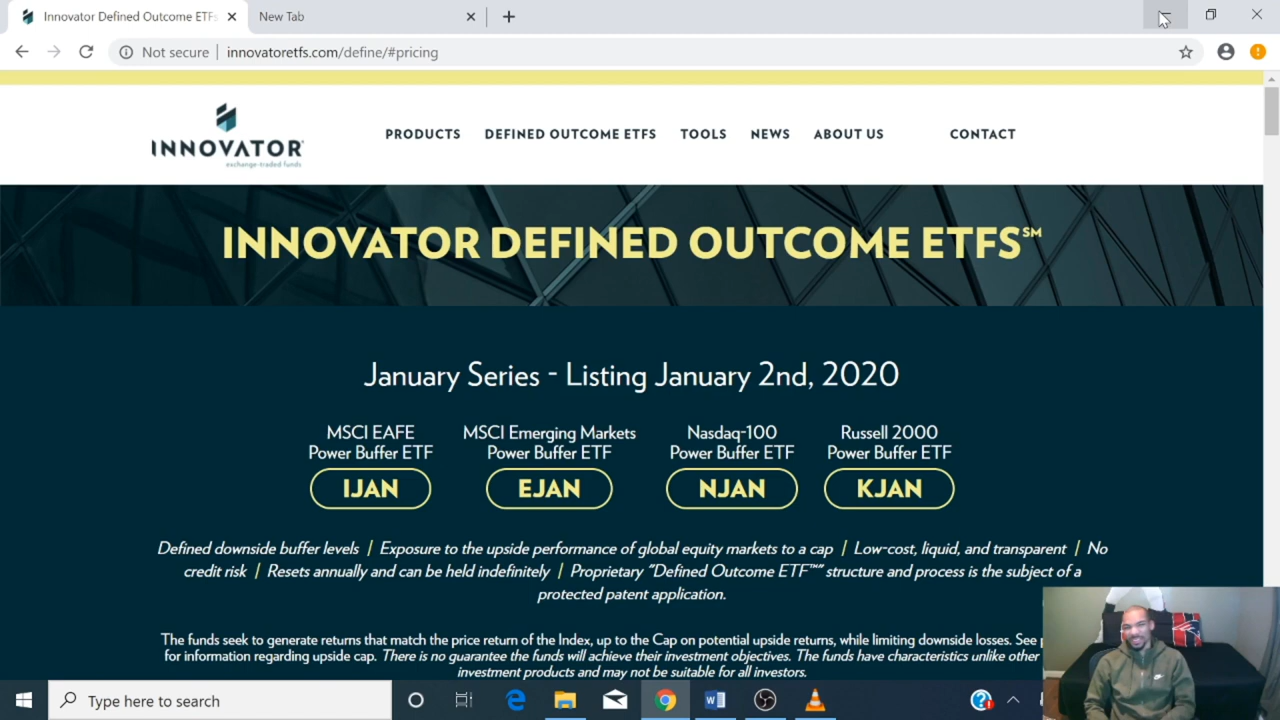 Innovator Defined Outcome ETFs
New Tab
Not secure
innovatoretfs.com/define/#pricing
INNOVATOR
exchange-traded funds
PRODUCTS
DEFINED OUTCOME ETFS
TOOLS
NEWS
ABOUT US
CONTACT
INNOVATOR DEFINED OUTCOME ETFS℠
January Series - Listing January 2nd, 2020
MSCI EAFE
Power Buffer ETF
IJAN
MSCI Emerging Markets
Power Buffer ETF
EJAN
Nasdaq-100
Power Buffer ETF
NJAN
Russell 2000
Power Buffer ETF
KJAN
Defined downside buffer levels | Exposure to the upside performance of global equity markets to a cap | Low-cost, liquid, and transparent | No
credit risk | Resets annually and can be held indefinitely | Proprietary "Defined Outcome ETF™" structure and process is the subject of a
protected patent application.
The funds seek to generate returns that match the price return of the Index, up to the Cap on potential upside returns, while limiting downside losses. See
for information regarding upside cap. There is no guarantee the funds will achieve their investment objectives. The funds have characteristics unlike other
investment products and may not be suitable for all investors.
Type here to search